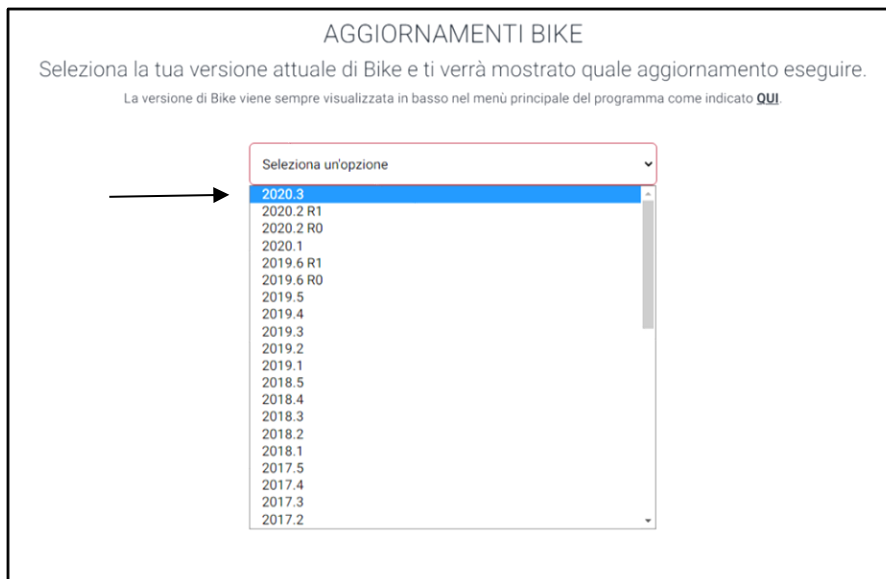 AGGIORNAMENTI BIKE
Seleziona la tua versione attuale di Bike e ti verrà mostrato quale aggiornamento eseguire.
La versione di Bike viene sempre visualizzata in basso nel menù principale del programma come indicato QUI.
Seleziona un'opzione
2020.3
2020.2 R1
2020.2 R0
2020.1
2019.6 R1
2019.6 R0
2019.5
2019.4
2019.3
2019.2
2019.1
2018.5
2018.4
2018.3
2018.2
2018.1
2017.5
2017.4
2017.3
2017.2